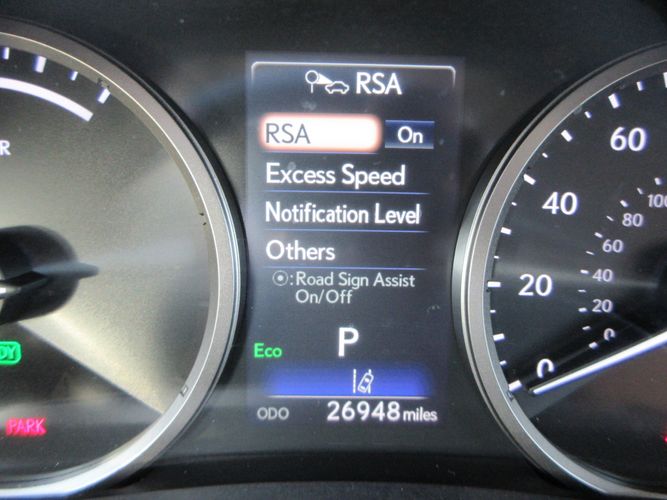 RSA
RSA On
Excess Speed
Notification Level
Others
: Road Sign Assist
On/Off
P
Eco
ODO 26948 miles
PARK
60
40
20
0
80
60
40
20
0